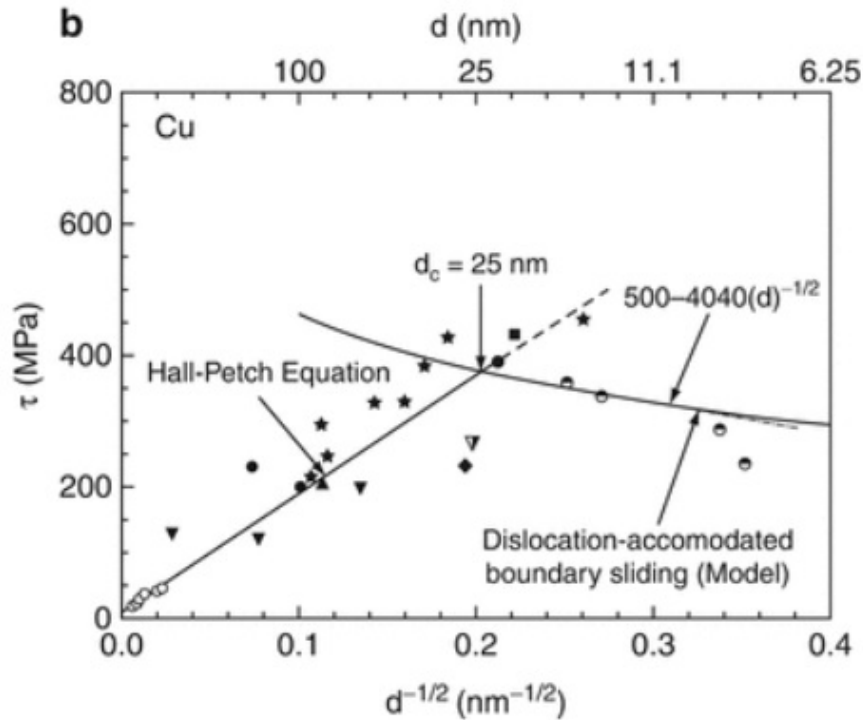 b
d (nm)
100 25 11.1 6.25
800
Cu
600
d_c = 25 nm
500–4040(d)^–1/2
τ (MPa)
400
Hall-Petch Equation
200
Dislocation-accomodated
boundary sliding (Model)
0
0.0 0.1 0.2 0.3 0.4
d^–1/2 (nm^–1/2)